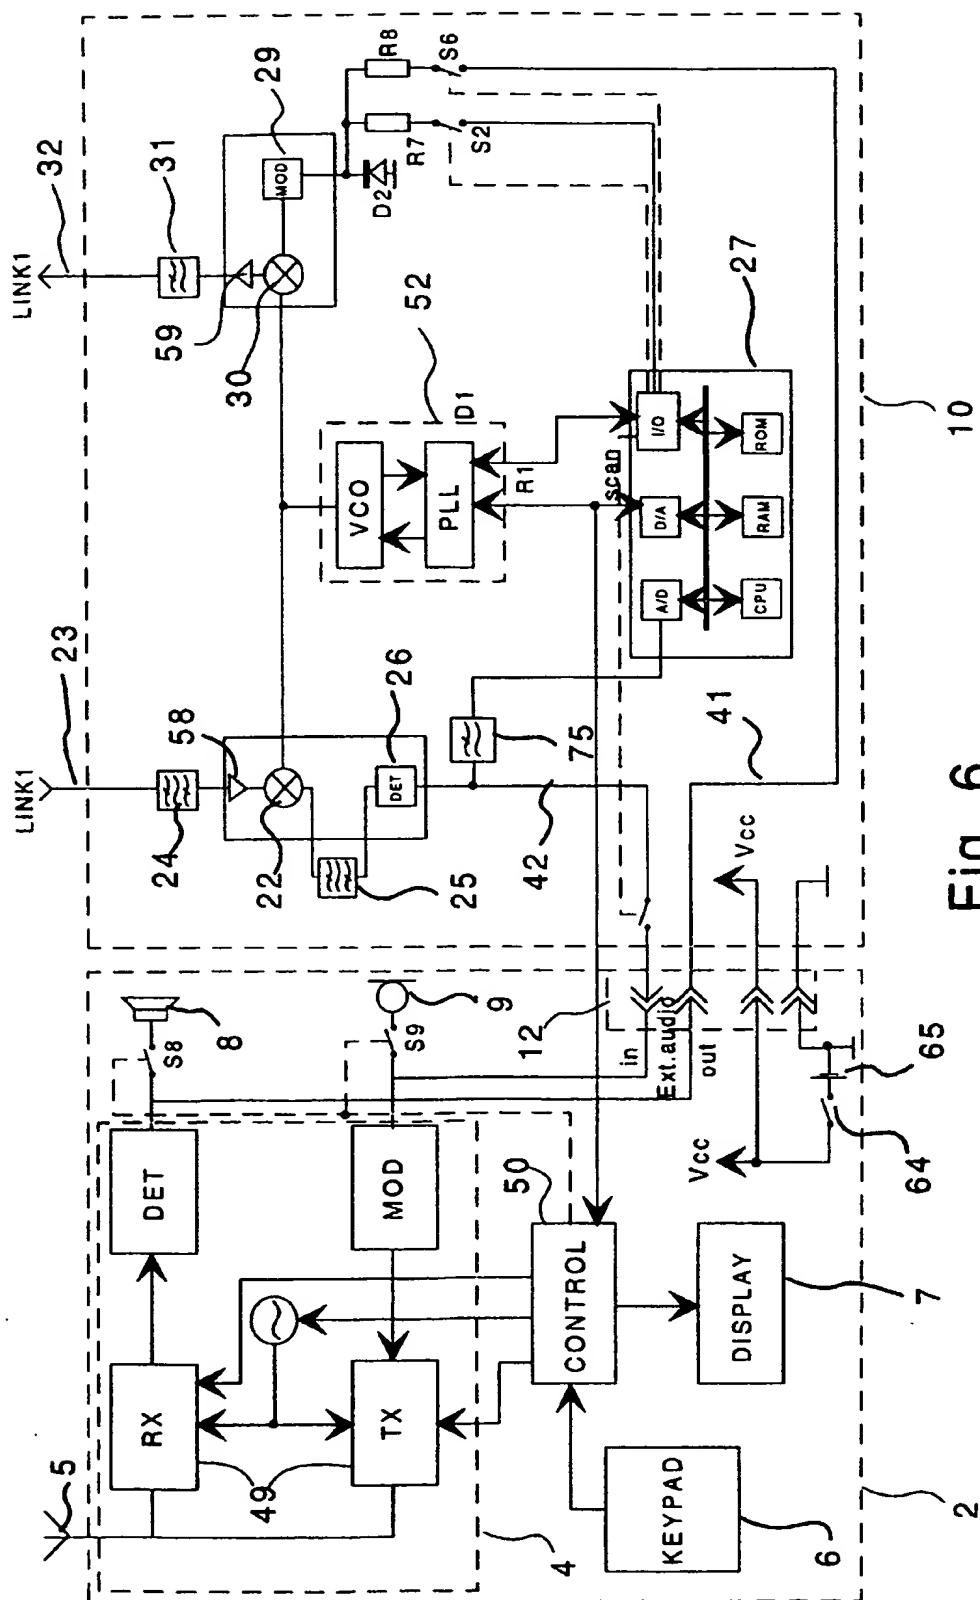 LINK1
32
31
59
30
29
MOD
D2
R7
R8
S2
S6
52
VCO
PLL
D1
R1
scan
I/O
D/A
A/D
ROM
RAM
CPU
27
10
LINK1
23
24
58
22
25
26
DET
75
42
41
Vcc
Fig. 6
8
S8
9
S9
12
in
Ext.audio
out
65
64
Vcc
DET
MOD
50
CONTROL
DISPLAY
7
RX
TX
49
5
4
KEYPAD
6
2